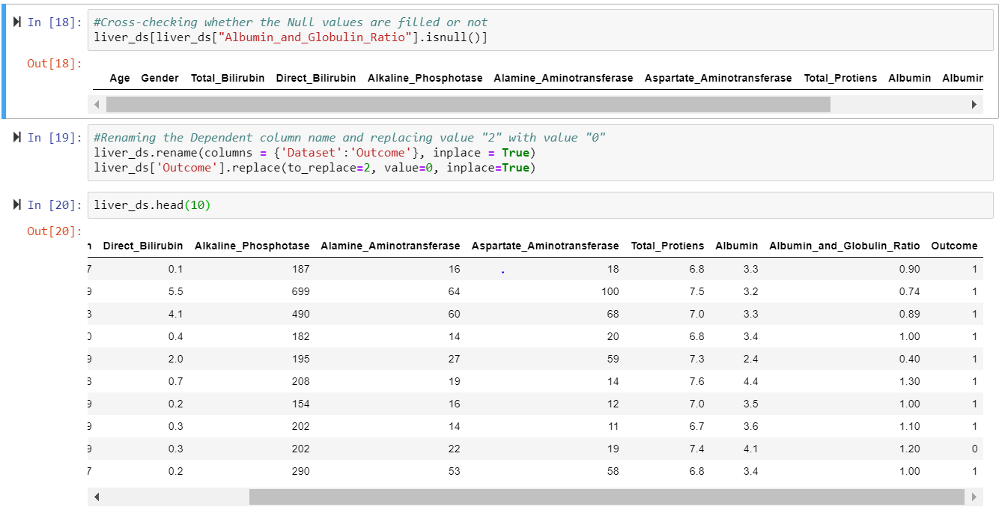 In [18]: #Cross-checking whether the Null values are filled or not
liver_ds[liver_ds["Albumin_and_Globulin_Ratio"].isnull()]
Out[18]:
Age Gender Total_Bilirubin Direct_Bilirubin Alkaline_Phosphotase Alamine_Aminotransferase Aspartate_Aminotransferase Total_Protiens Albumin Albumin
In [19]: #Renaming the Dependent column name and replacing value "2" with value "0"
liver_ds.rename(columns = {'Dataset':'Outcome'}, inplace = True)
liver_ds['Outcome'].replace(to_replace=2, value=0, inplace=True)
In [20]: liver_ds.head(10)
Out[20]:
n Direct_Bilirubin Alkaline_Phosphotase Alamine_Aminotransferase Aspartate_Aminotransferase Total_Protiens Albumin Albumin_and_Globulin_Ratio Outcome
7 0.1 187 16 18 6.8 3.3 0.90 1
9 5.5 699 64 100 7.5 3.2 0.74 1
3 4.1 490 60 68 7.0 3.3 0.89 1
0 0.4 182 14 20 6.8 3.4 1.00 1
9 2.0 195 27 59 7.3 2.4 0.40 1
8 0.7 208 19 14 7.6 4.4 1.30 1
9 0.2 154 16 12 7.0 3.5 1.00 1
9 0.3 202 14 11 6.7 3.6 1.10 1
9 0.3 202 22 19 7.4 4.1 1.20 0
7 0.2 290 53 58 6.8 3.4 1.00 1